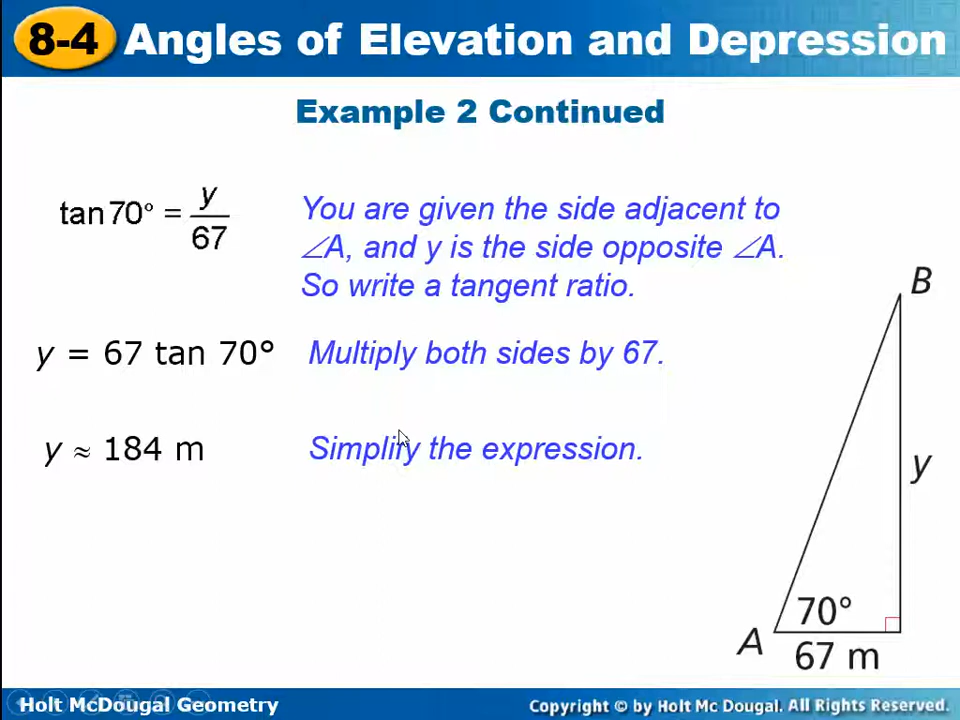 8-4 Angles of Elevation and Depression
Example 2 Continued
tan 70° = y/67
You are given the side adjacent to
∠A, and y is the side opposite ∠A.
So write a tangent ratio.
y = 67 tan 70°
Multiply both sides by 67.
y ≈ 184 m
Simplify the expression.
B
y
70°
A
67 m
Holt McDougal Geometry
Copyright © by Holt Mc Dougal. All Rights Reserved.